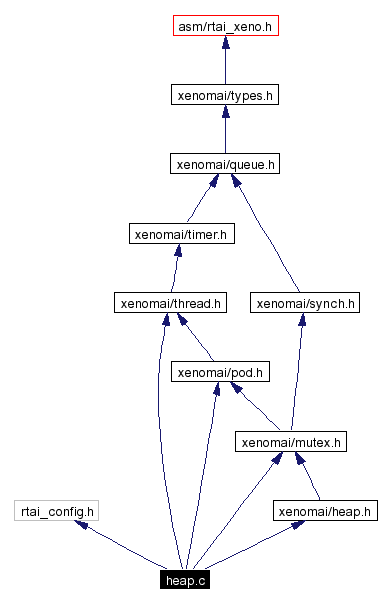 asm/rtai_xeno.h
xenomai/types.h
xenomai/queue.h
xenomai/timer.h
xenomai/thread.h
xenomai/synch.h
xenomai/pod.h
xenomai/mutex.h
rtai_config.h
xenomai/heap.h
heap.c